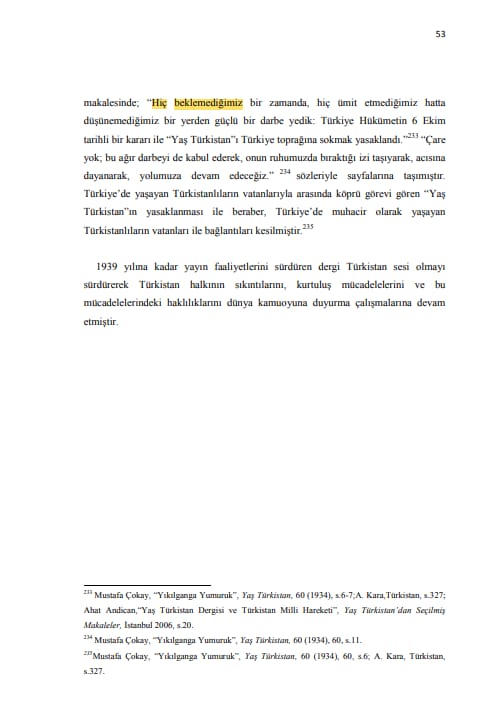 53
makalesinde; “Hiç beklemediğimiz bir zamanda, hiç ümit etmediğimiz hatta
düşünemediğimiz bir yerden güçlü bir darbe yedik: Türkiye Hükümetin 6 Ekim
tarihli bir kararı ile “Yaş Türkistan”ı Türkiye toprağına sokmak yasaklandı.”233 “Çare
yok; bu ağır darbeyi de kabul ederek, onun ruhumuzda bıraktığı izi taşıyarak, acısına
dayanarak, yolumuza devam edeceğiz.” 234 sözleriyle sayfalarına taşımıştır.
Türkiye’de yaşayan Türkistanlıların vatanlarıyla arasında köprü görevi gören “Yaş
Türkistan”ın yasaklanması ile beraber, Türkiye’de muhacir olarak yaşayan
Türkistanlıların vatanları ile bağlantıları kesilmiştir.235
1939 yılına kadar yayın faaliyetlerini sürdüren dergi Türkistan sesi olmayı
sürdürerek Türkistan halkının sıkıntılarını, kurtuluş mücadelelerini ve bu
mücadelelerindeki haklılıklarını dünya kamuoyuna duyurma çalışmalarına devam
etmiştir.
233 Mustafa Çokay, “Yıkılganga Yumuruk”, Yaş Türkistan, 60 (1934), s.6-7;A. Kara,Türkistan, s.327;
Ahat Andican,“Yaş Türkistan Dergisi ve Türkistan Milli Hareketi”, Yaş Türkistan’dan Seçilmiş
Makaleler, İstanbul 2006, s.20.
234 Mustafa Çokay, “Yıkılganga Yumuruk”, Yaş Türkistan, 60 (1934), 60, s.11.
235Mustafa Çokay, “Yıkılganga Yumuruk”, Yaş Türkistan, 60 (1934), 60, s.6; A. Kara, Türkistan,
s.327.